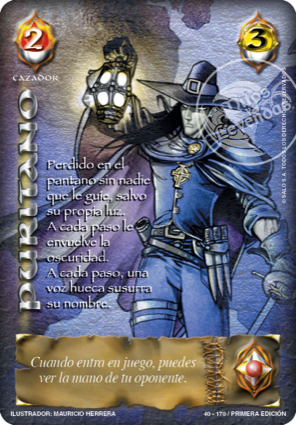 2
3
CAZADOR
PURITANO
Perdido en el
pantano sin nadie
que le guíe, salvo
su propia luz.
A cada paso le
envuelve la
oscuridad.
A cada paso, una
voz hueca susurra
su nombre.
Cuando entra en juego, puedes
ver la mano de tu oponente.
ILUSTRADOR: MAURICIO HERRERA
40 - 179 / PRIMERA EDICIÓN